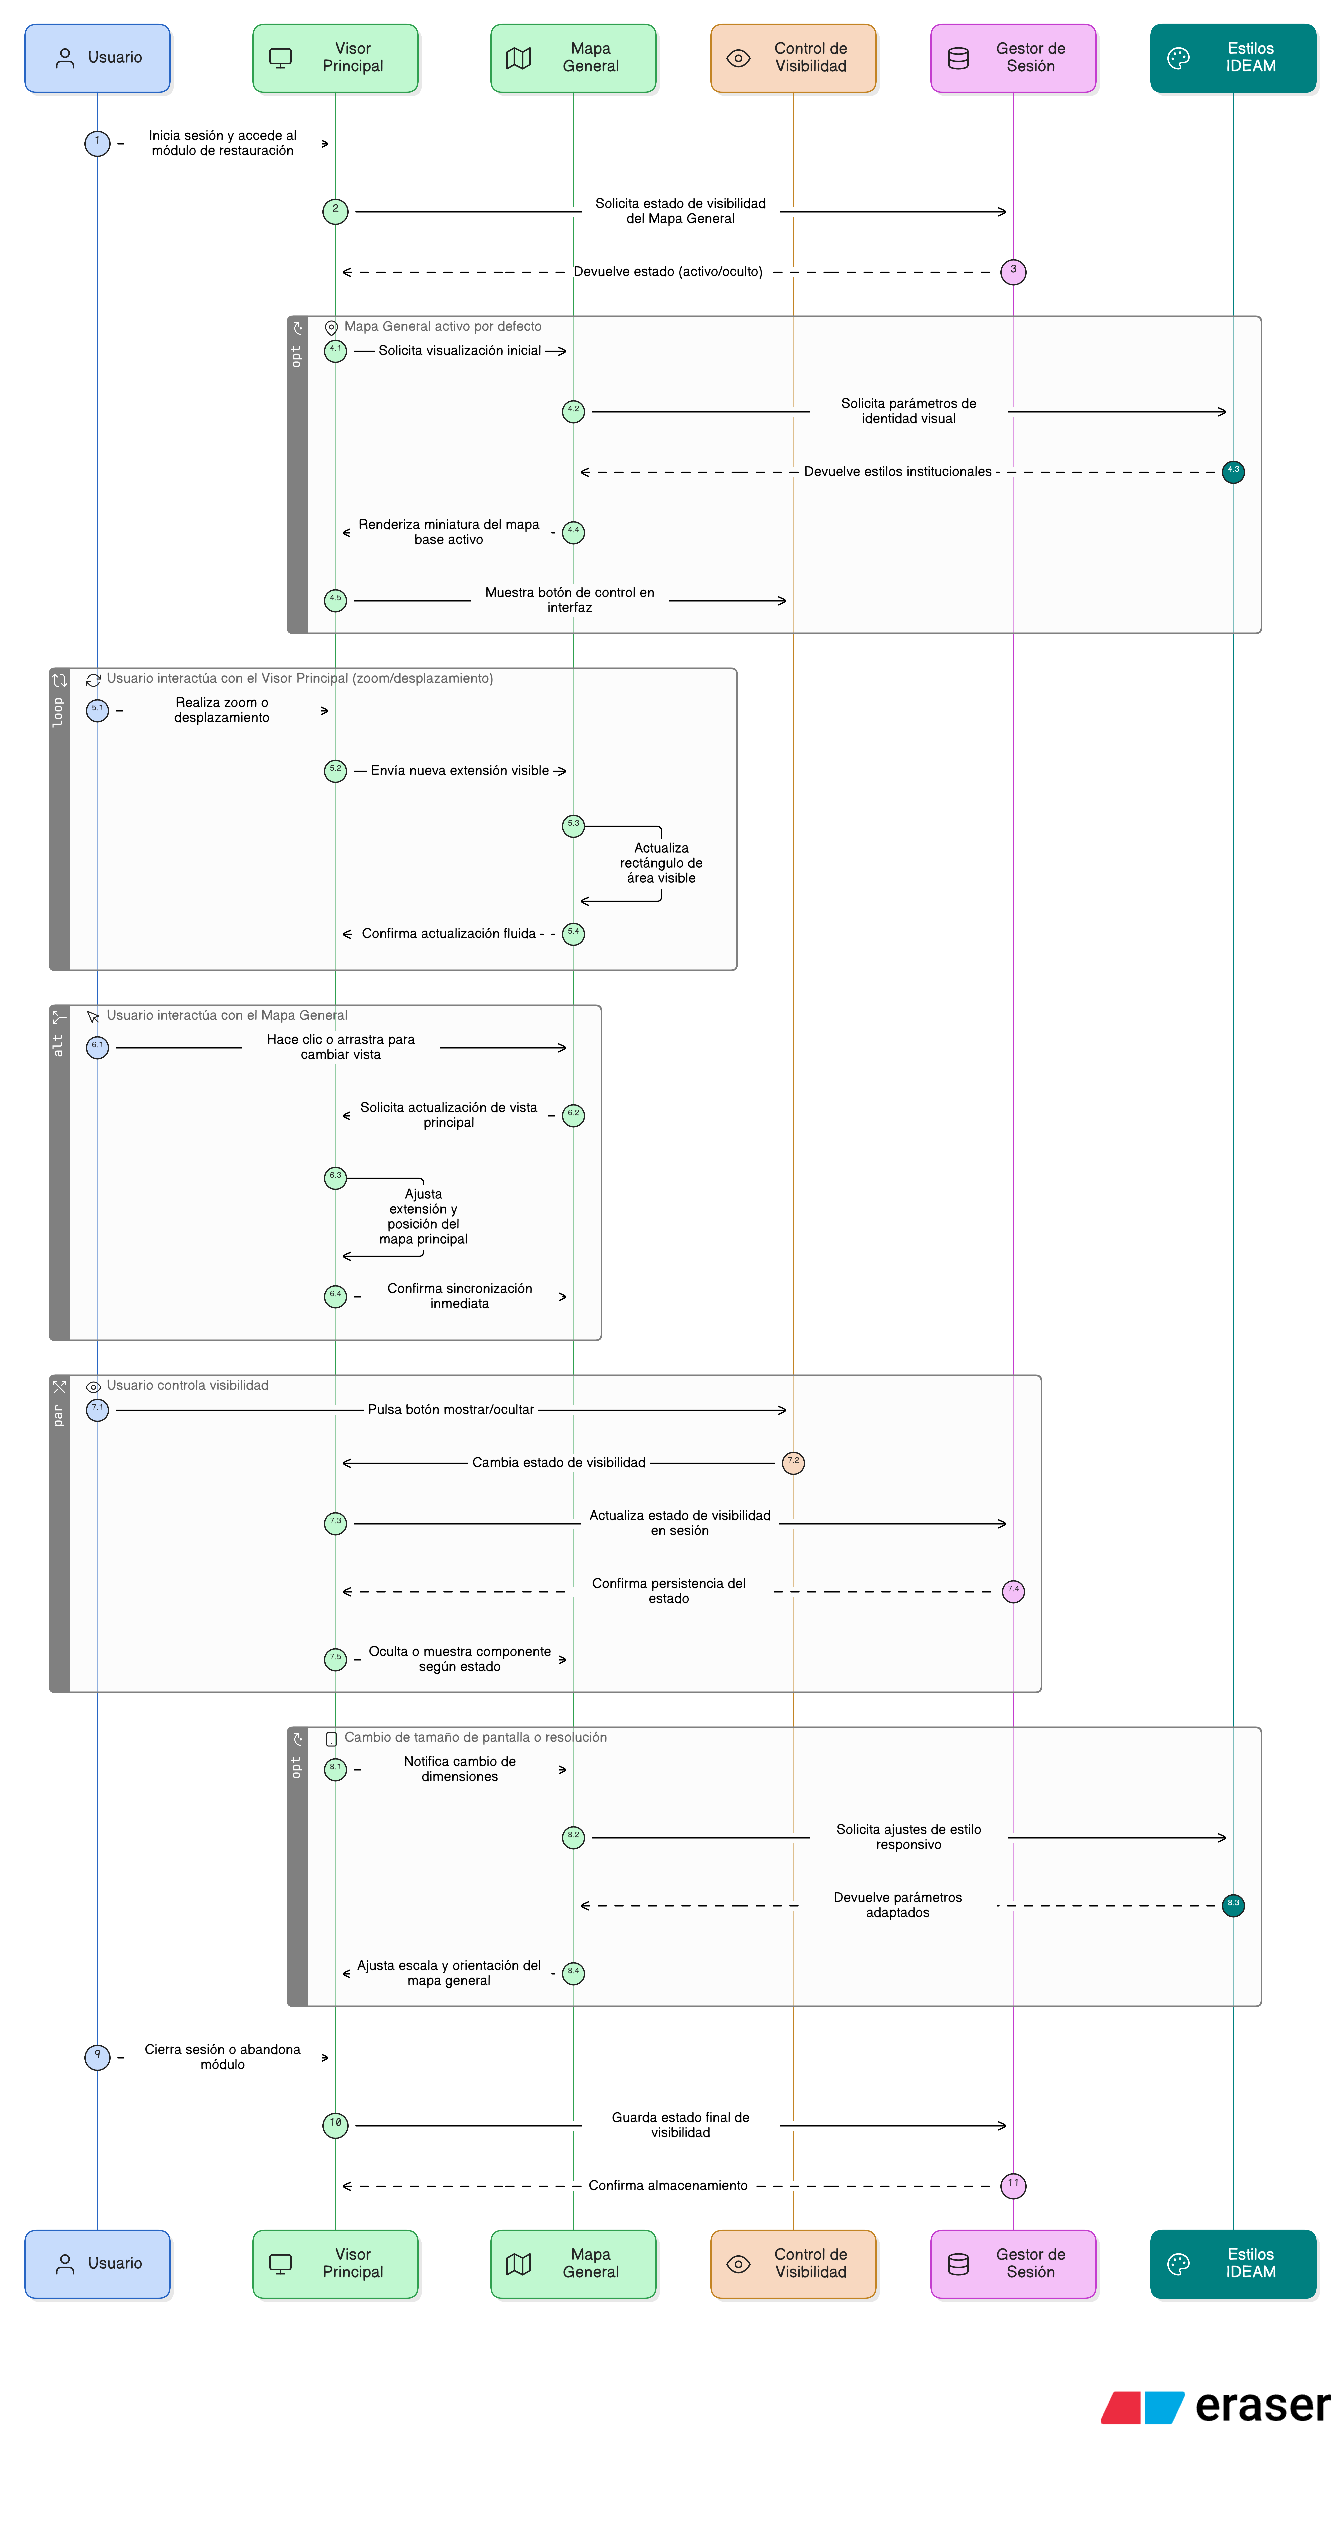 Usuario
Visor
Principal
Mapa
General
Control de
Visibilidad
Gestor de
Sesión
Estilos
IDEAM
1
Inicia sesión y accede al
módulo de restauración
2
Solicita estado de visibilidad
del Mapa General
Devuelve estado (activo/oculto)
3
opt
Mapa General activo por defecto
4.1
Solicita visualización inicial
4.2
Solicita parámetros de
identidad visual
Devuelve estilos institucionales
4.3
Renderiza miniatura del mapa
base activo
4.4
4.5
Muestra botón de control en
interfaz
loop
Usuario interactúa con el Visor Principal (zoom/desplazamiento)
5.1
Realiza zoom o
desplazamiento
5.2
Envía nueva extensión visible
5.3
Actualiza
rectángulo de
área visible
Confirma actualización fluida
5.4
alt
Usuario interactúa con el Mapa General
6.1
Hace clic o arrastra para
cambiar vista
Solicita actualización de vista
principal
6.2
6.3
Ajusta
extensión y
posición del
mapa principal
6.4
Confirma sincronización
inmediata
par
Usuario controla visibilidad
7.1
Pulsa botón mostrar/ocultar
Cambia estado de visibilidad
7.2
7.3
Actualiza estado de visibilidad
en sesión
Confirma persistencia del
estado
7.4
7.5
Oculta o muestra componente
según estado
opt
Cambio de tamaño de pantalla o resolución
8.1
Notifica cambio de
dimensiones
8.2
Solicita ajustes de estilo
responsivo
Devuelve parámetros
adaptados
8.3
Ajusta escala y orientación del
mapa general
8.4
9
Cierra sesión o abandona
módulo
10
Guarda estado final de
visibilidad
Confirma almacenamiento
11
Usuario
Visor
Principal
Mapa
General
Control de
Visibilidad
Gestor de
Sesión
Estilos
IDEAM
eraser